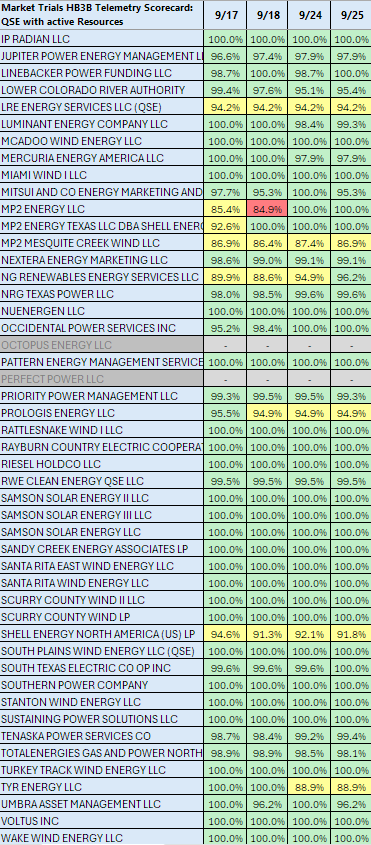 Market Trials HB3B Telemetry Scorecard: 9/17 9/18 9/24 9/25
QSE with active Resources
IP RADIAN LLC 100.0% 100.0% 100.0% 100.0%
JUPITER POWER ENERGY MANAGEMENT LL 96.6% 97.4% 97.9% 97.9%
LINEBACKER POWER FUNDING LLC 98.7% 100.0% 98.7% 100.0%
LOWER COLORADO RIVER AUTHORITY 99.4% 97.6% 95.1% 95.4%
LRE ENERGY SERVICES LLC (QSE) 94.2% 94.2% 94.2% 94.2%
LUMINANT ENERGY COMPANY LLC 100.0% 100.0% 98.4% 99.3%
MCADOO WIND ENERGY LLC 100.0% 100.0% 100.0% 100.0%
MERCURIA ENERGY AMERICA LLC 100.0% 100.0% 97.9% 97.9%
MIAMI WIND I LLC 100.0% 100.0% 100.0% 100.0%
MITSUI AND CO ENERGY MARKETING AND 97.7% 95.3% 100.0% 95.3%
MP2 ENERGY LLC 85.4% 84.9% 100.0% 100.0%
MP2 ENERGY TEXAS LLC DBA SHELL ENERG 92.6% 100.0% 100.0% 100.0%
MP2 MESQUITE CREEK WIND LLC 86.9% 86.4% 87.4% 86.9%
NEXTERA ENERGY MARKETING LLC 98.6% 99.0% 99.1% 99.1%
NG RENEWABLES ENERGY SERVICES LLC 89.9% 88.6% 94.9% 96.2%
NRG TEXAS POWER LLC 98.0% 98.5% 99.6% 99.6%
NUENERGEN LLC 100.0% 100.0% 100.0% 100.0%
OCCIDENTAL POWER SERVICES INC 95.2% 98.4% 100.0% 100.0%
OCTOPUS ENERGY LLC - - - -
PATTERN ENERGY MANAGEMENT SERVICE 100.0% 100.0% 100.0% 100.0%
PERFECT POWER LLC - - - -
PRIORITY POWER MANAGEMENT LLC 99.3% 99.5% 99.5% 99.3%
PROLOGIS ENERGY LLC 95.5% 94.9% 94.9% 94.9%
RATTLESNAKE WIND I LLC 100.0% 100.0% 100.0% 100.0%
RAYBURN COUNTRY ELECTRIC COOPERAT 100.0% 100.0% 100.0% 100.0%
RIESEL HOLDCO LLC 100.0% 100.0% 100.0% 100.0%
RWE CLEAN ENERGY QSE LLC 99.5% 99.5% 99.5% 99.5%
SAMSON SOLAR ENERGY II LLC 100.0% 100.0% 100.0% 100.0%
SAMSON SOLAR ENERGY III LLC 100.0% 100.0% 100.0% 100.0%
SAMSON SOLAR ENERGY LLC 100.0% 100.0% 100.0% 100.0%
SANDY CREEK ENERGY ASSOCIATES LP 100.0% 100.0% 100.0% 100.0%
SANTA RITA EAST WIND ENERGY LLC 100.0% 100.0% 100.0% 100.0%
SANTA RITA WIND ENERGY LLC 100.0% 100.0% 100.0% 100.0%
SCURRY COUNTY WIND II LLC 100.0% 100.0% 100.0% 100.0%
SCURRY COUNTY WIND LP 100.0% 100.0% 100.0% 100.0%
SHELL ENERGY NORTH AMERICA (US) LP 94.6% 91.3% 92.1% 91.8%
SOUTH PLAINS WIND ENERGY LLC (QSE) 100.0% 100.0% 100.0% 100.0%
SOUTH TEXAS ELECTRIC CO OP INC 99.6% 99.6% 99.6% 100.0%
SOUTHERN POWER COMPANY 100.0% 100.0% 100.0% 100.0%
STANTON WIND ENERGY LLC 100.0% 100.0% 100.0% 100.0%
SUSTAINING POWER SOLUTIONS LLC 100.0% 100.0% 100.0% 100.0%
TENASKA POWER SERVICES CO 98.7% 98.4% 99.2% 99.4%
TOTALENERGIES GAS AND POWER NORTH 98.9% 98.9% 98.5% 98.1%
TURKEY TRACK WIND ENERGY LLC 100.0% 100.0% 100.0% 100.0%
TYR ENERGY LLC 100.0% 100.0% 88.9% 88.9%
UMBRA ASSET MANAGEMENT LLC 100.0% 96.2% 100.0% 96.2%
VOLTUS INC 100.0% 100.0% 100.0% 100.0%
WAKE WIND ENERGY LLC 100.0% 100.0% 100.0% 100.0%